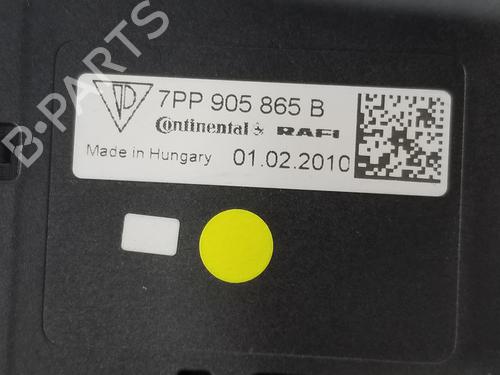 B-PARTS
7PP 905 865 B
Continental & RAFI
Made in Hungary 01.02.2010